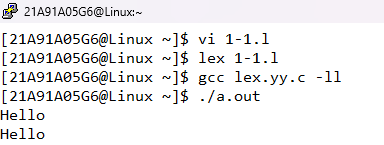 21A91A05G6@Linux:~
[21A91A05G6@Linux ~]$ vi 1-1.l
[21A91A05G6@Linux ~]$ lex 1-1.l
[21A91A05G6@Linux ~]$ gcc lex.yy.c -ll
[21A91A05G6@Linux ~]$ ./a.out
Hello
Hello